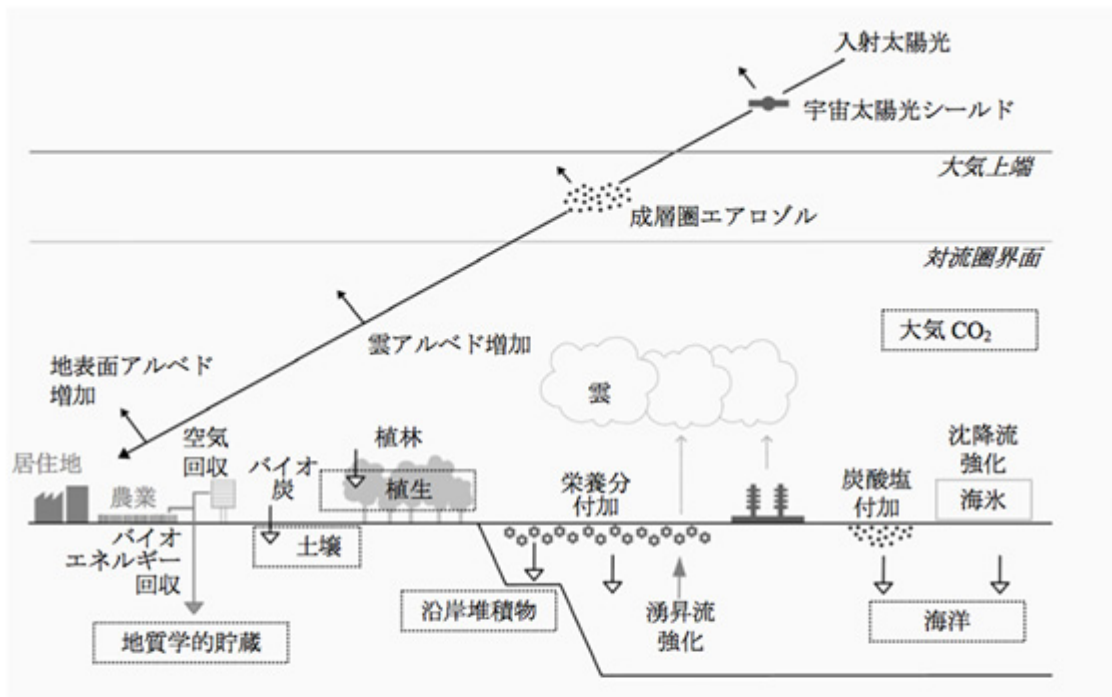 入射太陽光
宇宙太陽光シールド
大気上端
成層圏エアロゾル
対流圏界面
大気 CO₂
雲アルベド増加
地表面アルベド
増加
雲
居住地
農業
空気
回収
バイオ
炭
植林
植生
栄養分
付加
炭酸塩
付加
沈降流
強化
海氷
バイオ
エネルギー
回収
土壌
地質学的貯蔵
沿岸堆積物
湧昇流
強化
海洋